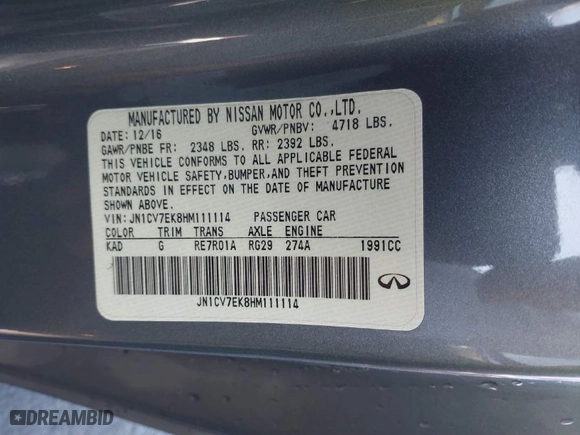 MANUFACTURED BY NISSAN MOTOR CO.,LTD.
DATE: 12/16 GVWR/PNBV: 4718 LBS.
GAWR/PNBE FR: 2348 LBS. RR: 2392 LBS.
THIS VEHICLE CONFORMS TO ALL APPLICABLE FEDERAL
MOTOR VEHICLE SAFETY,BUMPER,AND THEFT PREVENTION
STANDARDS IN EFFECT ON THE DATE OF MANUFACTURE
SHOWN ABOVE.
VIN: JN1CV7EK8HM111114 PASSENGER CAR
COLOR TRIM TRANS AXLE ENGINE
KAD G RE7R01A RG29 274A 1991CC
JN1CV7EK8HM111114
DREAMBID